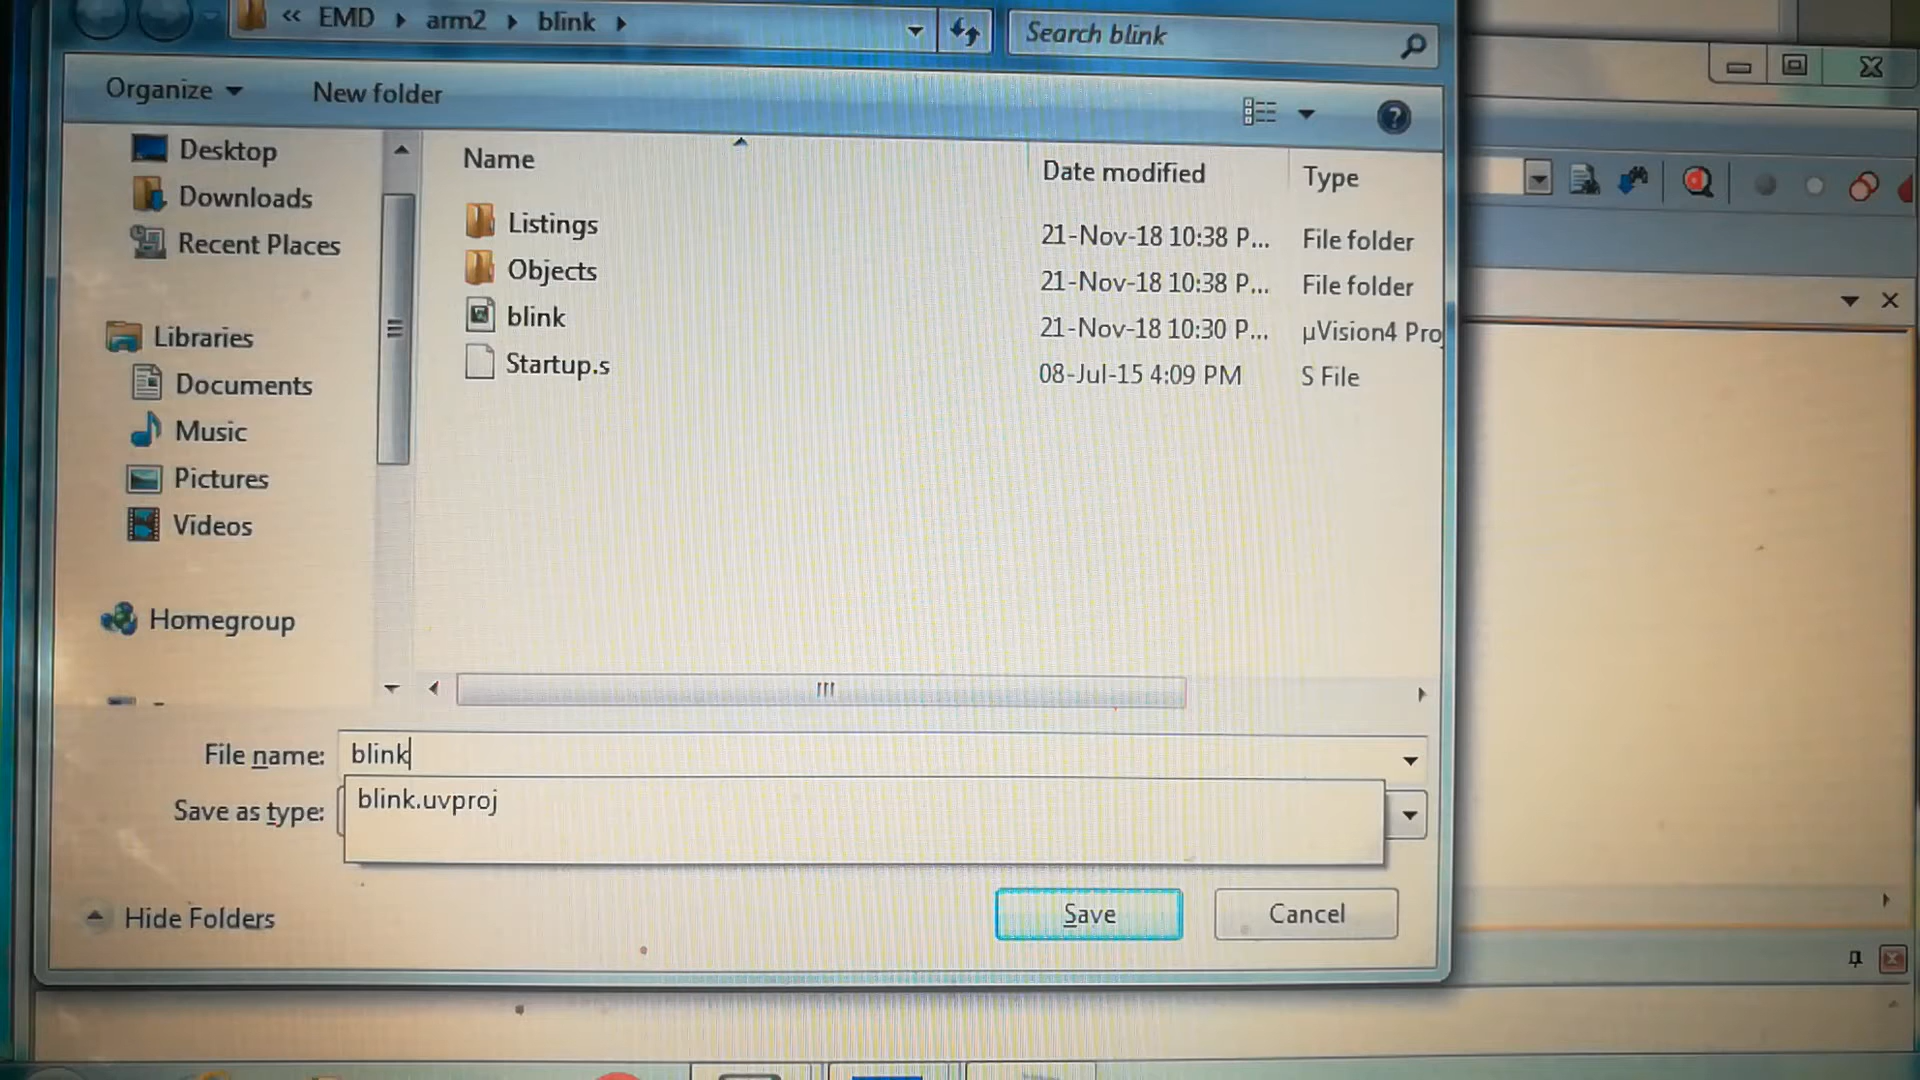 « EMD ▸ arm2 ▸ blink ▸
Search blink
Organize New folder
Name Date modified Type
Desktop
Downloads
Recent Places
Libraries
Documents
Music
Pictures
Videos
Homegroup
Listings 21-Nov-18 10:38 P... File folder
Objects 21-Nov-18 10:38 P... File folder
blink 21-Nov-18 10:30 P... µVision4 Pro
Startup.s 08-Jul-15 4:09 PM S File
File name: blink
blink.uvproj
Save as type:
Hide Folders
Save Cancel